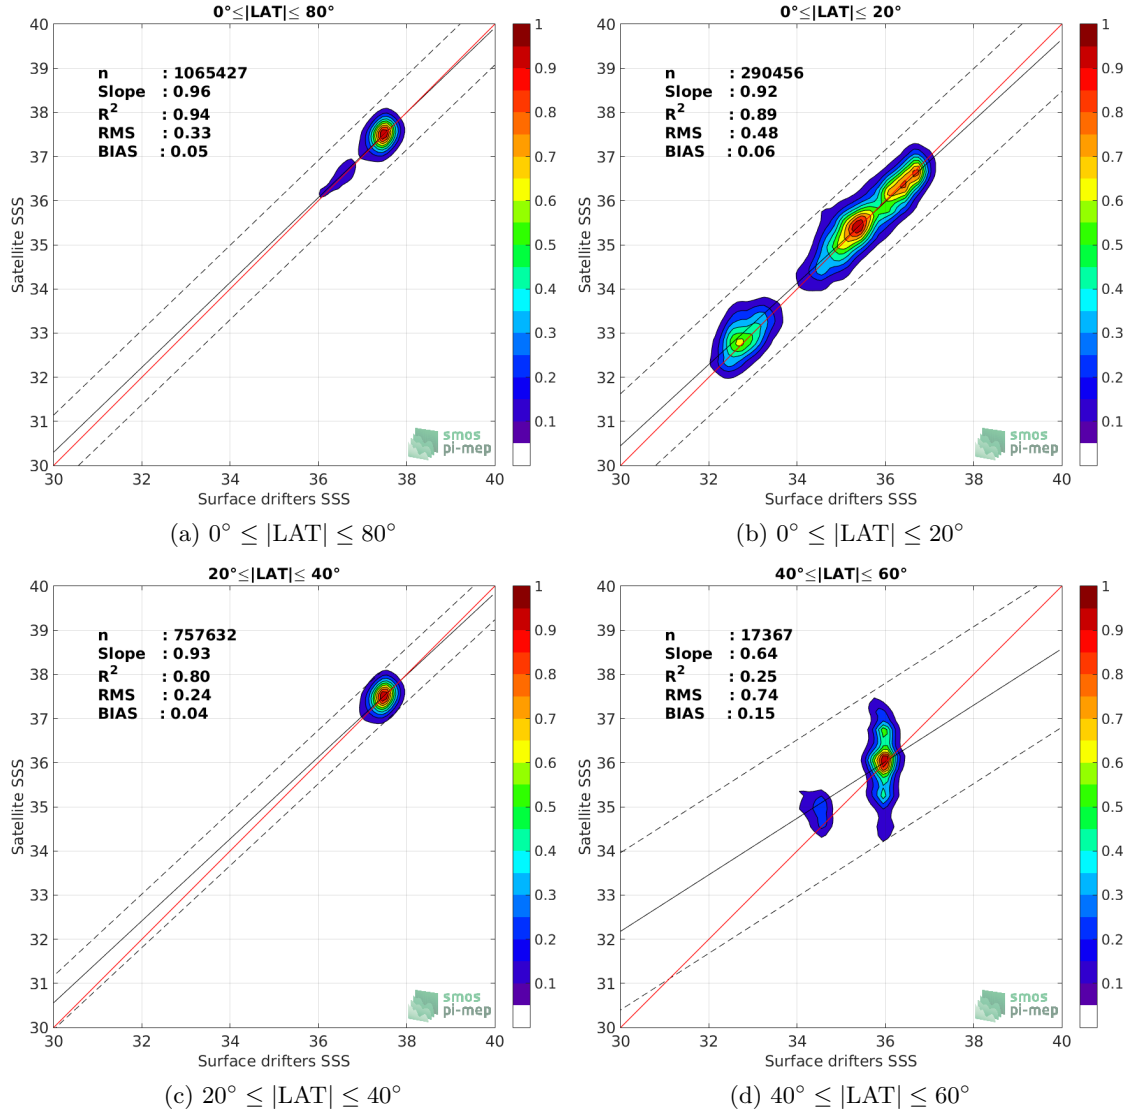 0°≤|LAT|≤ 80°
n : 1065427
Slope : 0.96
R² : 0.94
RMS : 0.33
BIAS : 0.05
40
39
38
37
36
35
34
33
32
31
30
Satellite SSS
30 32 34 36 38 40
Surface drifters SSS
smos
pi-mep
1
0.9
0.8
0.7
0.6
0.5
0.4
0.3
0.2
0.1
(a) 0° ≤ |LAT| ≤ 80°
0°≤|LAT|≤ 20°
n : 290456
Slope : 0.92
R² : 0.89
RMS : 0.48
BIAS : 0.06
40
39
38
37
36
35
34
33
32
31
30
Satellite SSS
30 32 34 36 38 40
Surface drifters SSS
smos
pi-mep
1
0.9
0.8
0.7
0.6
0.5
0.4
0.3
0.2
0.1
(b) 0° ≤ |LAT| ≤ 20°
20°≤|LAT|≤ 40°
n : 757632
Slope : 0.93
R² : 0.80
RMS : 0.24
BIAS : 0.04
40
39
38
37
36
35
34
33
32
31
30
Satellite SSS
30 32 34 36 38 40
Surface drifters SSS
smos
pi-mep
1
0.9
0.8
0.7
0.6
0.5
0.4
0.3
0.2
0.1
(c) 20° ≤ |LAT| ≤ 40°
40°≤|LAT|≤ 60°
n : 17367
Slope : 0.64
R² : 0.25
RMS : 0.74
BIAS : 0.15
40
39
38
37
36
35
34
33
32
31
30
Satellite SSS
30 32 34 36 38 40
Surface drifters SSS
smos
pi-mep
1
0.9
0.8
0.7
0.6
0.5
0.4
0.3
0.2
0.1
(d) 40° ≤ |LAT| ≤ 60°